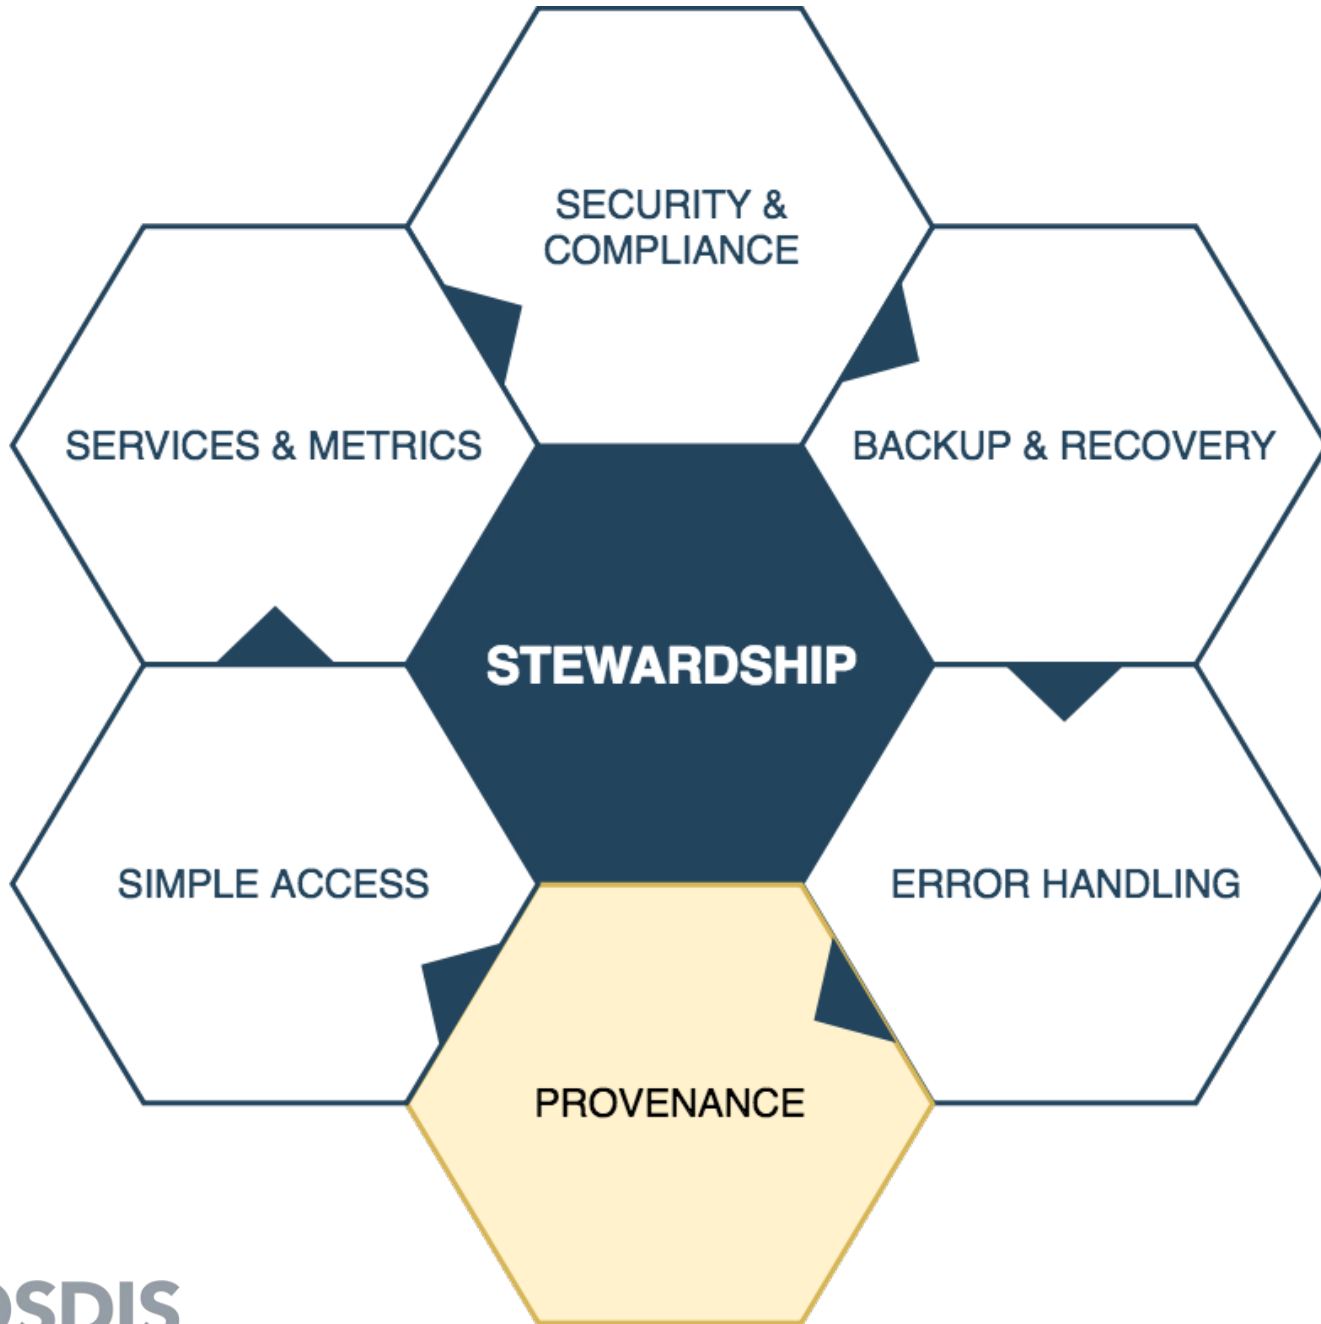 SECURITY &
COMPLIANCE
SERVICES & METRICS
BACKUP & RECOVERY
STEWARDSHIP
SIMPLE ACCESS
ERROR HANDLING
PROVENANCE